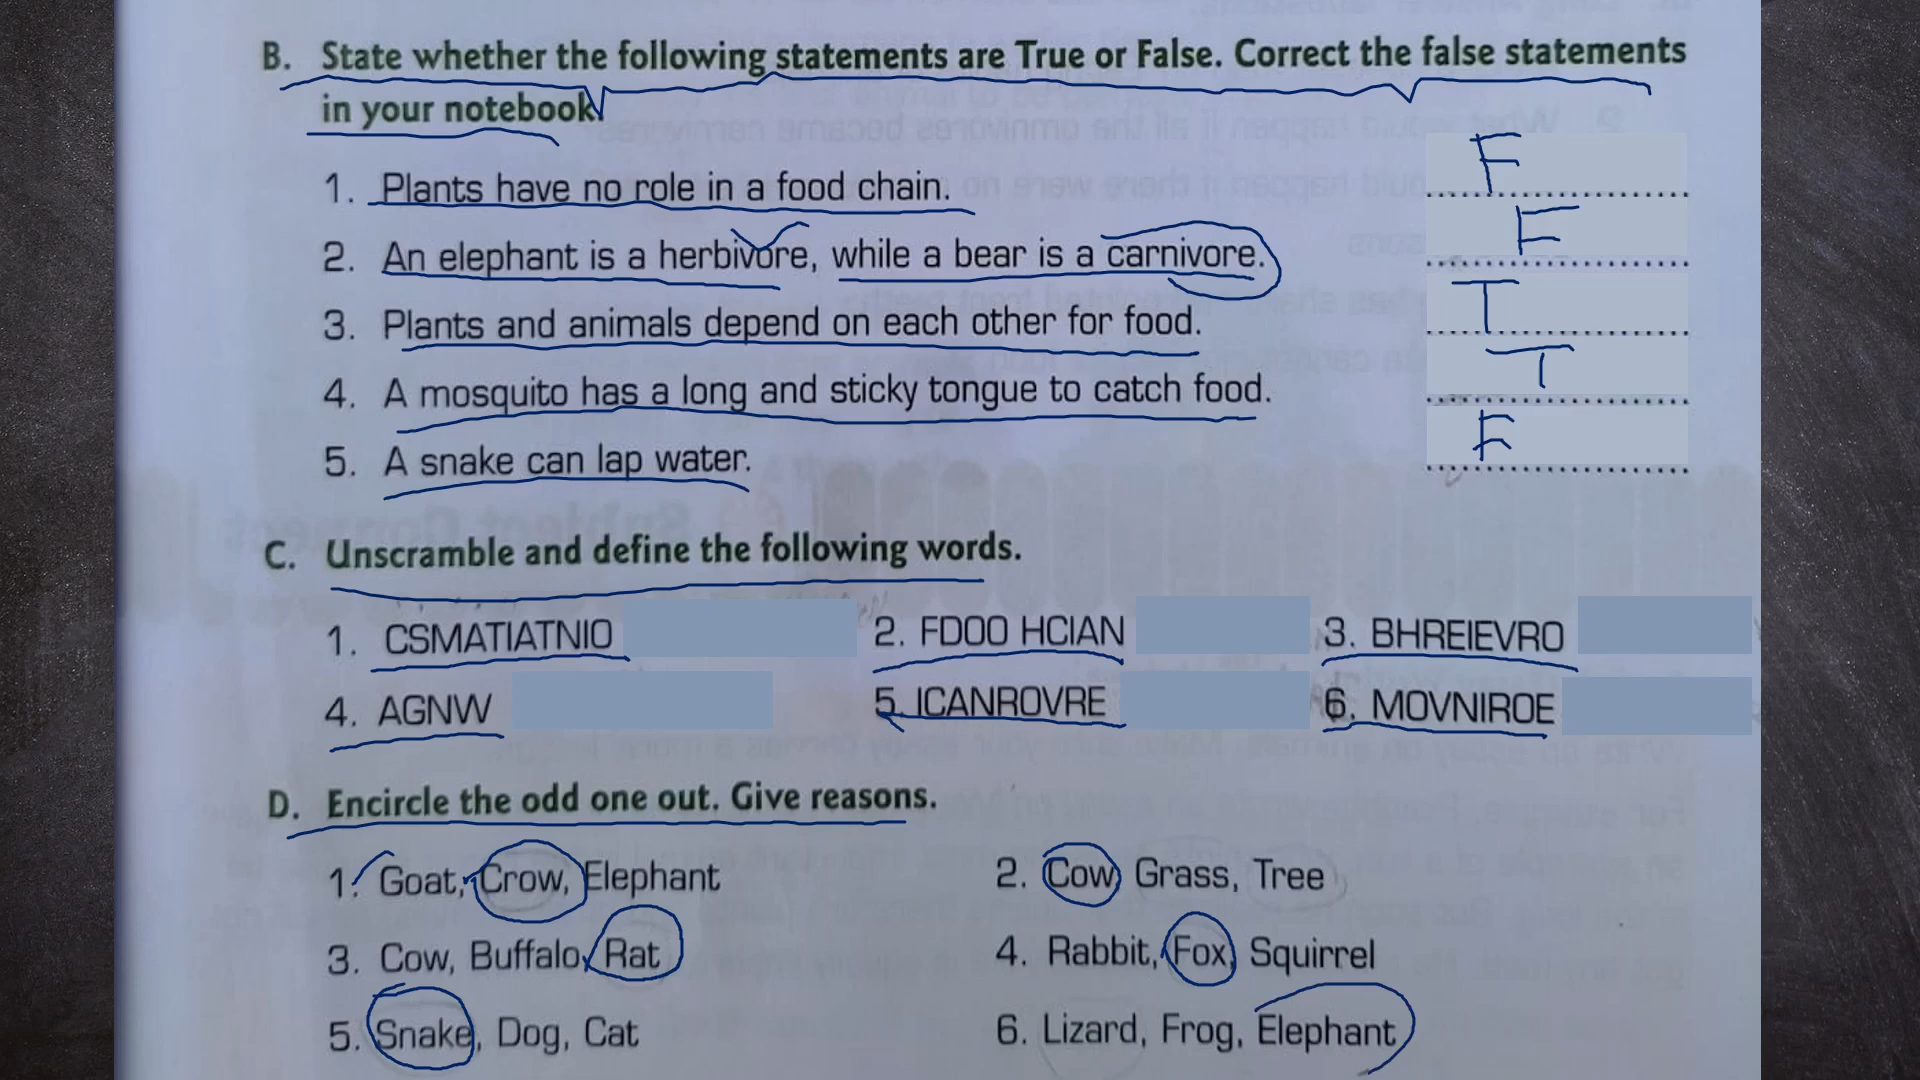 B. State whether the following statements are True or False. Correct the false statements
in your notebook.
1. Plants have no role in a food chain. F
2. An elephant is a herbivore, while a bear is a carnivore. F
3. Plants and animals depend on each other for food. T
4. A mosquito has a long and sticky tongue to catch food. T
5. A snake can lap water. F
C. Unscramble and define the following words.
1. CSMATIATNIO 2. FDOO HCIAN 3. BHREIEVRO
4. AGNW 5. ICANROVRE 6. MOVNIROE
D. Encircle the odd one out. Give reasons.
1. Goat, Crow, Elephant 2. Cow, Grass, Tree
3. Cow, Buffalo, Rat 4. Rabbit, Fox, Squirrel
5. Snake, Dog, Cat 6. Lizard, Frog, Elephant